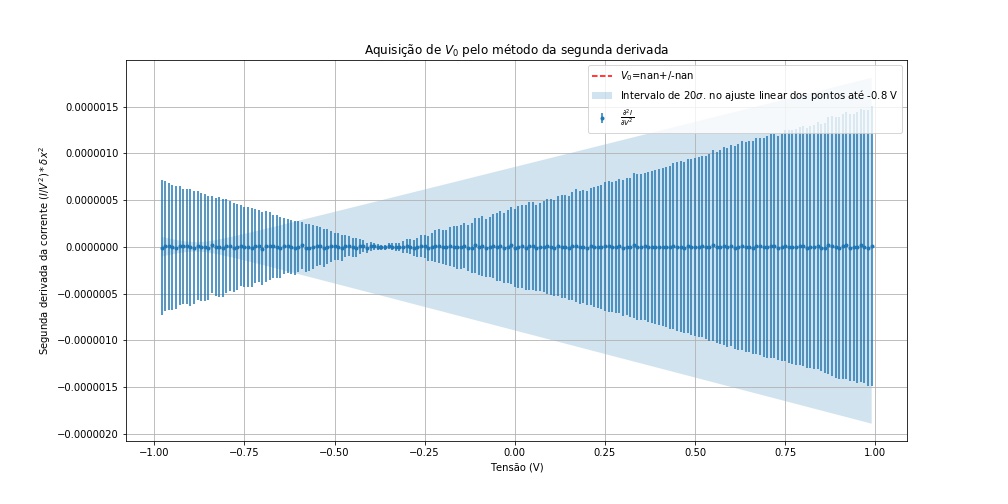 Aquisição de V₀ pelo método da segunda derivada
V₀=nan+/-nan
Intervalo de 20σ. no ajuste linear dos pontos até -0.8 V
∂²I/∂V²
Segunda derivada da corrente (I/V²) * δx²
0.0000015
0.0000010
0.0000005
0.0000000
−0.0000005
−0.0000010
−0.0000015
−0.0000020
−1.00 −0.75 −0.50 −0.25 0.00 0.25 0.50 0.75 1.00
Tensão (V)